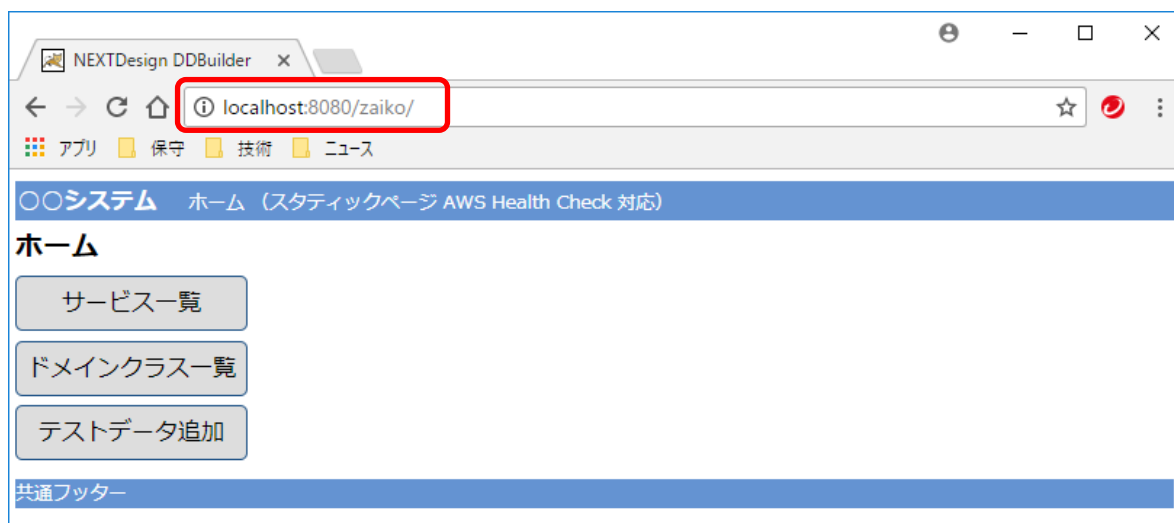 NEXTDesign DDBuilder
localhost:8080/zaiko/
アプリ 保守 技術 ニュース
○○システム ホーム（スタティックページ AWS Health Check 対応）
ホーム
サービス一覧
ドメインクラス一覧
テストデータ追加
共通フッター